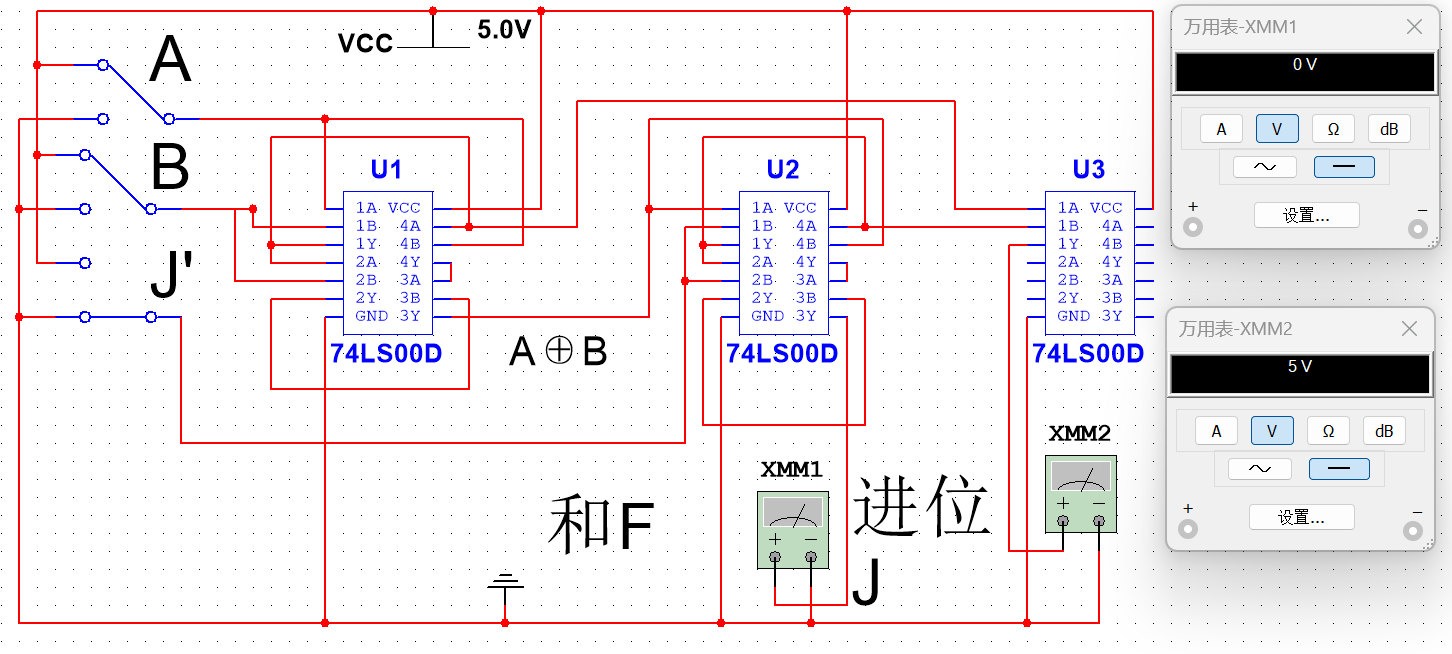 A
VCC
5.0V
B
J'
U1
1A VCC
1B 4A
1Y 4B
2A 4Y
2B 3A
2Y 3B
GND 3Y
74LS00D
A⊕B
U2
1A VCC
1B 4A
1Y 4B
2A 4Y
2B 3A
2Y 3B
GND 3Y
74LS00D
U3
1A VCC
1B 4A
1Y 4B
2A 4Y
2B 3A
2Y 3B
GND 3Y
74LS00D
和F
XMM1
+ −
进位
J
XMM2
+ −
万用表-XMM1
0 V
A V Ω dB
+ −
设置...
万用表-XMM2
5 V
A V Ω dB
+ −
设置...